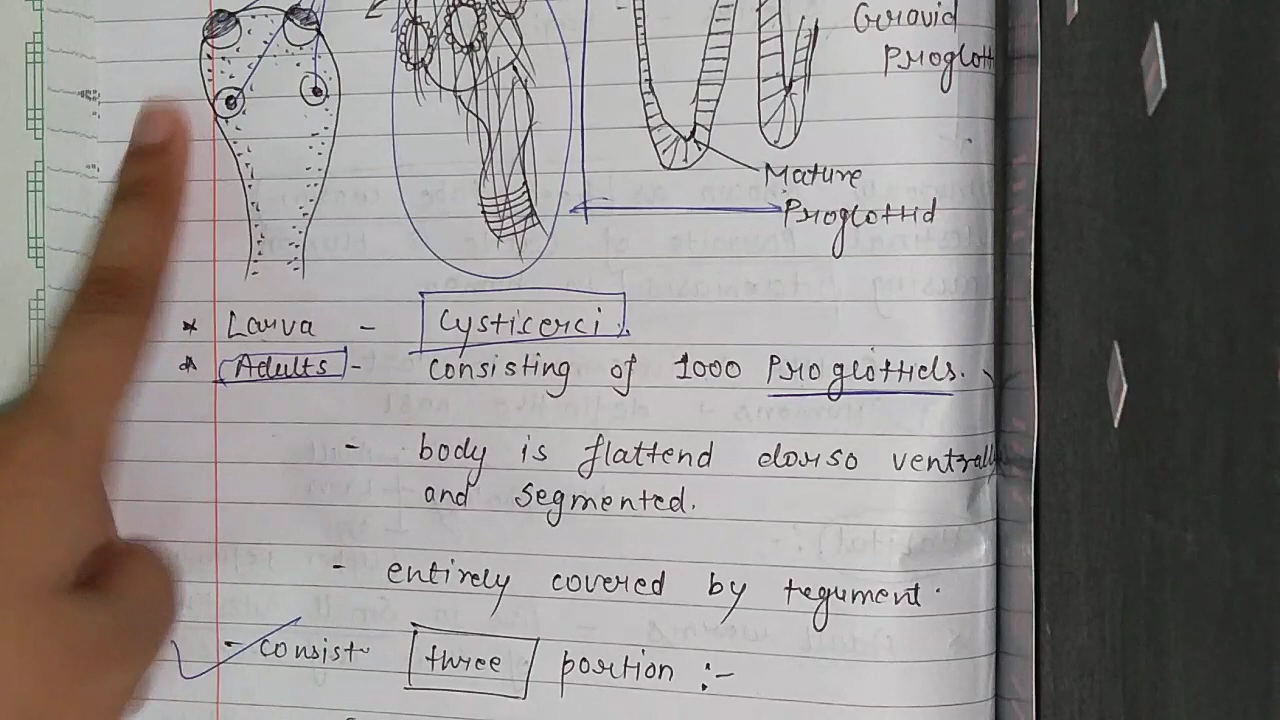 Gravid
Proglott
Mature
Proglottid
* Larva - Cysticerci.
* Adults - consisting of 1000 Proglottids.
- body is flattend dorso ventrally
and segmented.
- entirely covered by tegument.
- consist three portion :-